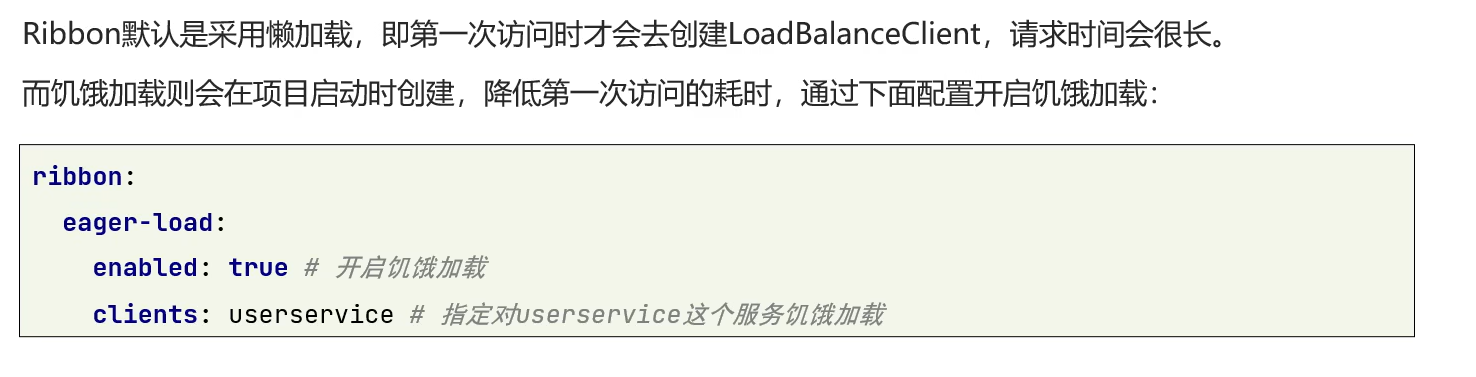 Ribbon默认是采用懒加载，即第一次访问时才会去创建LoadBalanceClient，请求时间会很长。
而饥饿加载则会在项目启动时创建，降低第一次访问的耗时，通过下面配置开启饥饿加载：
ribbon:
  eager-load:
    enabled: true # 开启饥饿加载
    clients: userservice # 指定对userservice这个服务饥饿加载